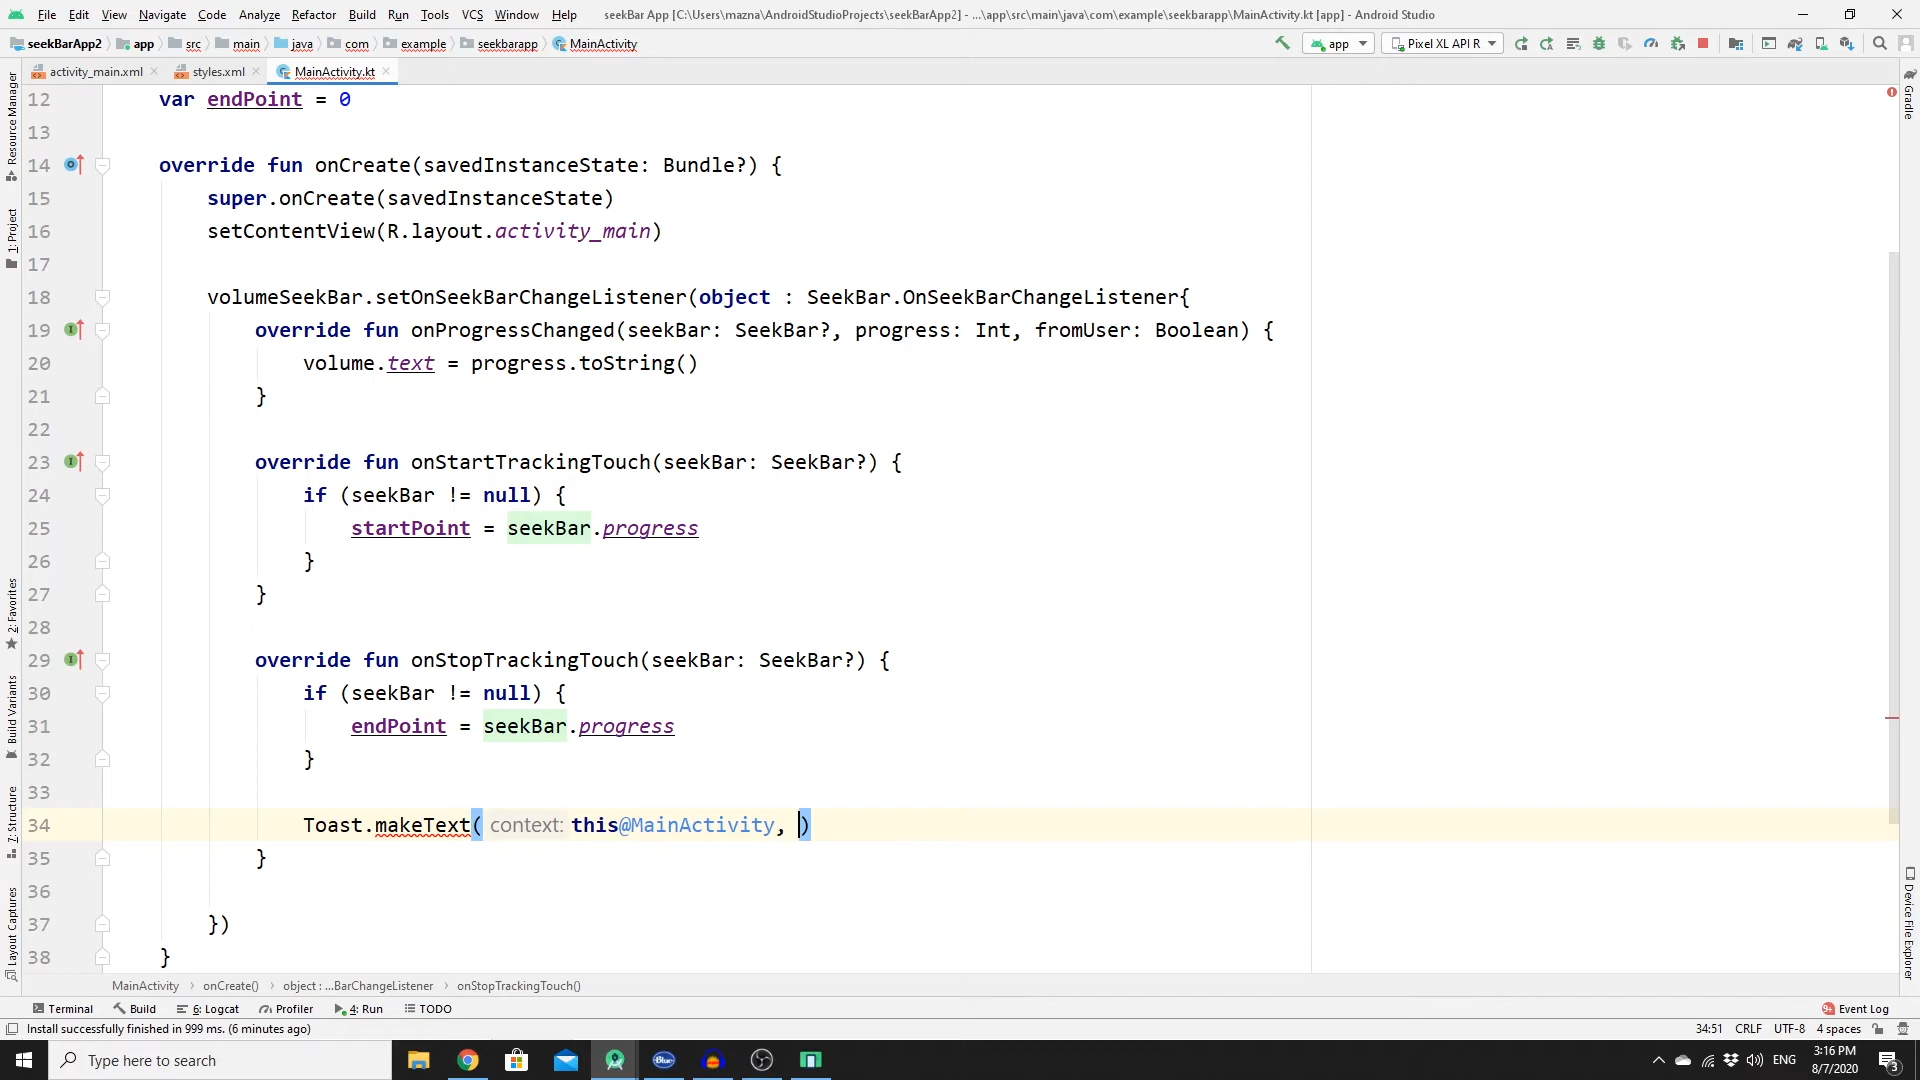 File Edit View Navigate Code Analyze Refactor Build Run Tools VCS Window Help seekBar App [C:\Users\mazna\AndroidStudioProjects\seekBarApp2] - ...\app\src\main\java\com\example\seekbarapp\MainActivity.kt [app] - Android Studio
seekBarApp2 app src main java com example seekbarapp MainActivity app Pixel XL API R
activity_main.xml styles.xml MainActivity.kt
12 var endPoint = 0
13
14 override fun onCreate(savedInstanceState: Bundle?) {
15 super.onCreate(savedInstanceState)
16 setContentView(R.layout.activity_main)
17
18 volumeSeekBar.setOnSeekBarChangeListener(object : SeekBar.OnSeekBarChangeListener{
19 override fun onProgressChanged(seekBar: SeekBar?, progress: Int, fromUser: Boolean) {
20 volume.text = progress.toString()
21 }
22
23 override fun onStartTrackingTouch(seekBar: SeekBar?) {
24 if (seekBar != null) {
25 startPoint = seekBar.progress
26 }
27 }
28
29 override fun onStopTrackingTouch(seekBar: SeekBar?) {
30 if (seekBar != null) {
31 endPoint = seekBar.progress
32 }
33
34 Toast.makeText( context: this@MainActivity, )
35 }
36
37 })
38 }
Resource Manager
1: Project
2: Favorites
Build Variants
7: Structure
Layout Captures
Gradle
Device File Explorer
MainActivity onCreate() object : ...BarChangeListener onStopTrackingTouch()
Terminal Build 6: Logcat Profiler 4: Run TODO 9+ Event Log
Install successfully finished in 999 ms. (6 minutes ago) 34:51 CRLF UTF-8 4 spaces
Type here to search Blue ENG 3:16 PM
8/7/2020 3